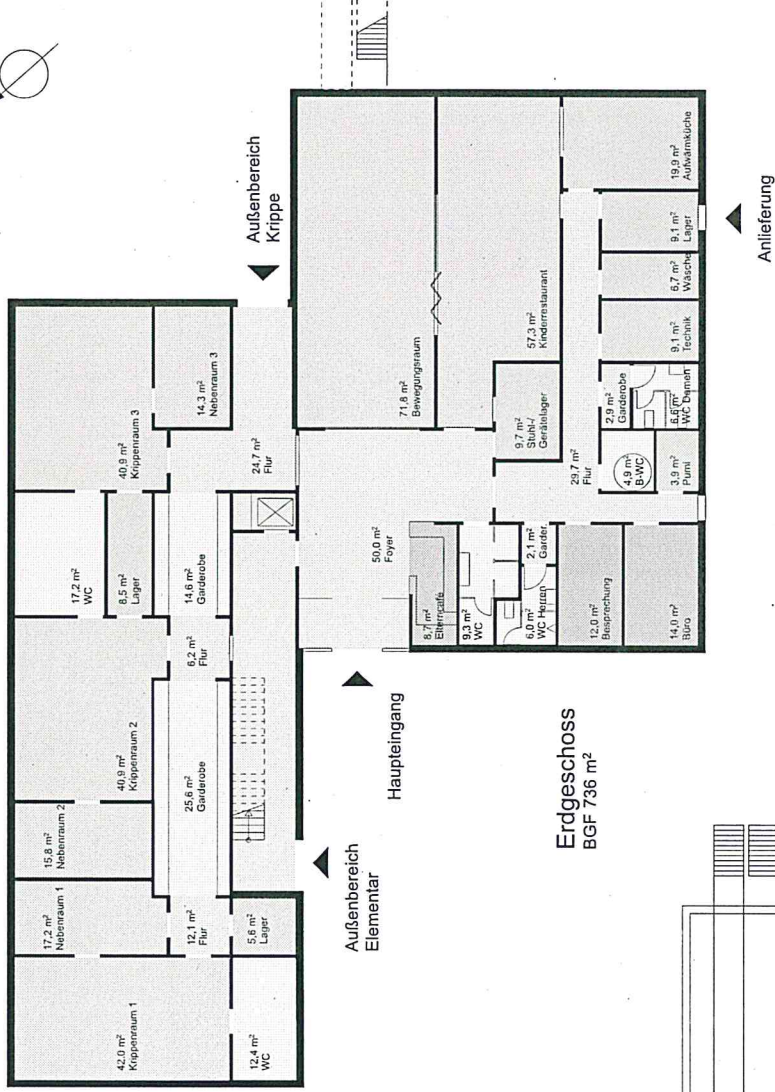 42,0 m²
Krippenraum 1
17,2 m²
Nebenraum 1
15,8 m²
Nebenraum 2
40,9 m²
Krippenraum 2
17,2 m²
WC
40,9 m²
Krippenraum 3
8,5 m²
Lager
14,3 m²
Nebenraum 3
12,1 m²
Flur
25,6 m²
Garderobe
6,2 m²
Flur
14,6 m²
Garderobe
24,7 m²
Flur
12,4 m²
WC
5,6 m²
Lager
Außenbereich
Elementar
Haupteingang
Außenbereich
Krippe
50,0 m²
Foyer
71,8 m²
Bewegungsraum
8,7 m²
Elterncafé
9,3 m²
WC
6,0 m²
WC Herren
2,1 m²
Garder.
9,7 m²
Stuhl-/
Gerätelager
57,3 m²
Kinderrestaurant
12,0 m²
Besprechung
29,7 m²
Flur
14,0 m²
Büro
4,9 m²
B-WC
3,9 m²
Pumi
2,9 m²
Garderobe
6,6 m²
WC Damen
9,1 m²
Technik
6,7 m²
Wäsche
9,1 m²
Lager
19,9 m²
Aufwärmküche
Erdgeschoss
BGF 736 m²
Anlieferung